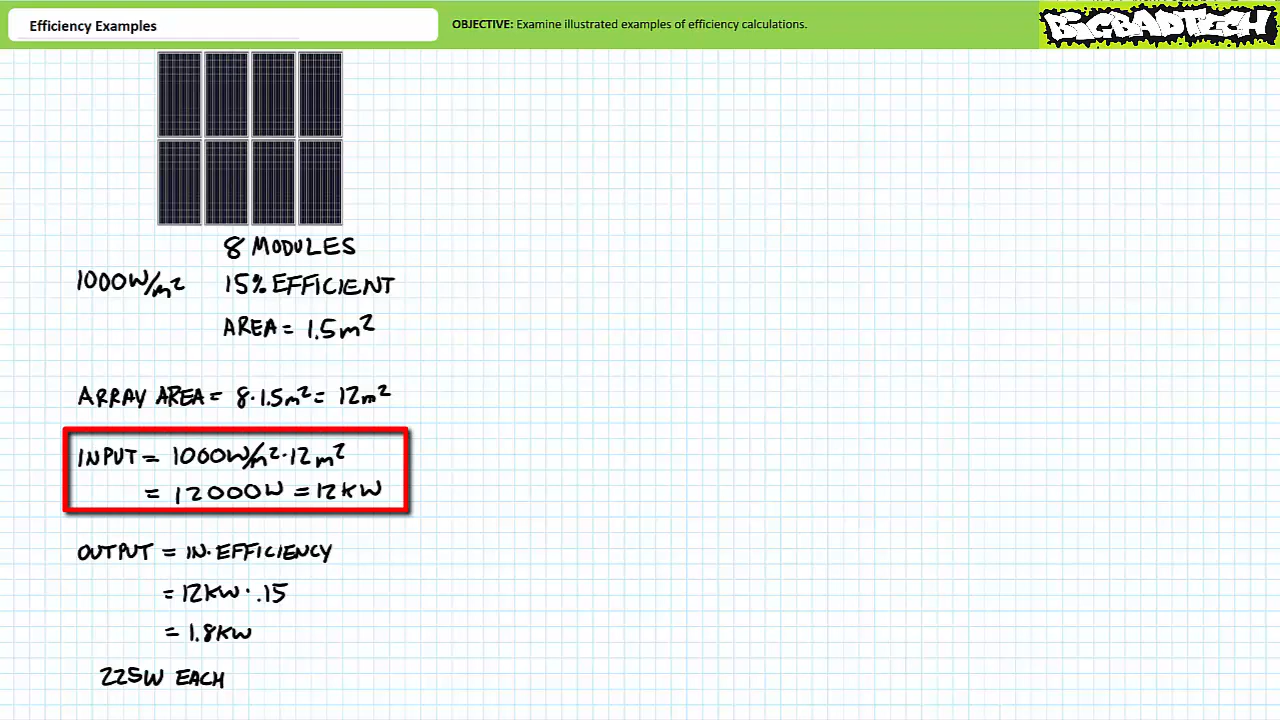 Efficiency Examples
OBJECTIVE: Examine illustrated examples of efficiency calculations.
BIGBADTECH
8 MODULES
1000W/m² 15% EFFICIENT
AREA = 1.5m²
ARRAY AREA = 8·1.5m² = 12m²
INPUT = 1000W/m²·12m²
= 12000W = 12KW
OUTPUT = IN·EFFICIENCY
= 12KW · .15
= 1.8KW
225W EACH